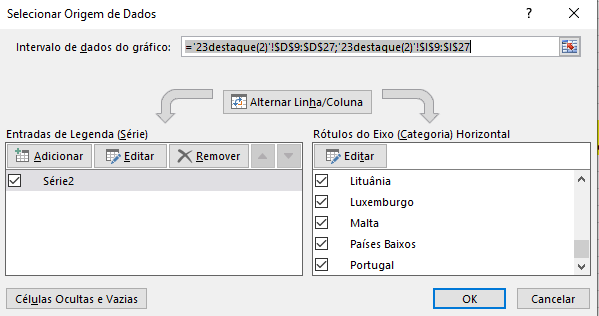 Selecionar Origem de Dados
?
Intervalo de dados do gráfico:
='23destaque(2)'!$D$9:$D$27;'23destaque(2)'!$I$9:$I$27
Alternar Linha/Coluna
Entradas de Legenda (Série)
Adicionar
Editar
Remover
Série2
Rótulos do Eixo (Categoria) Horizontal
Editar
Lituânia
Luxemburgo
Malta
Países Baixos
Portugal
Células Ocultas e Vazias
OK
Cancelar